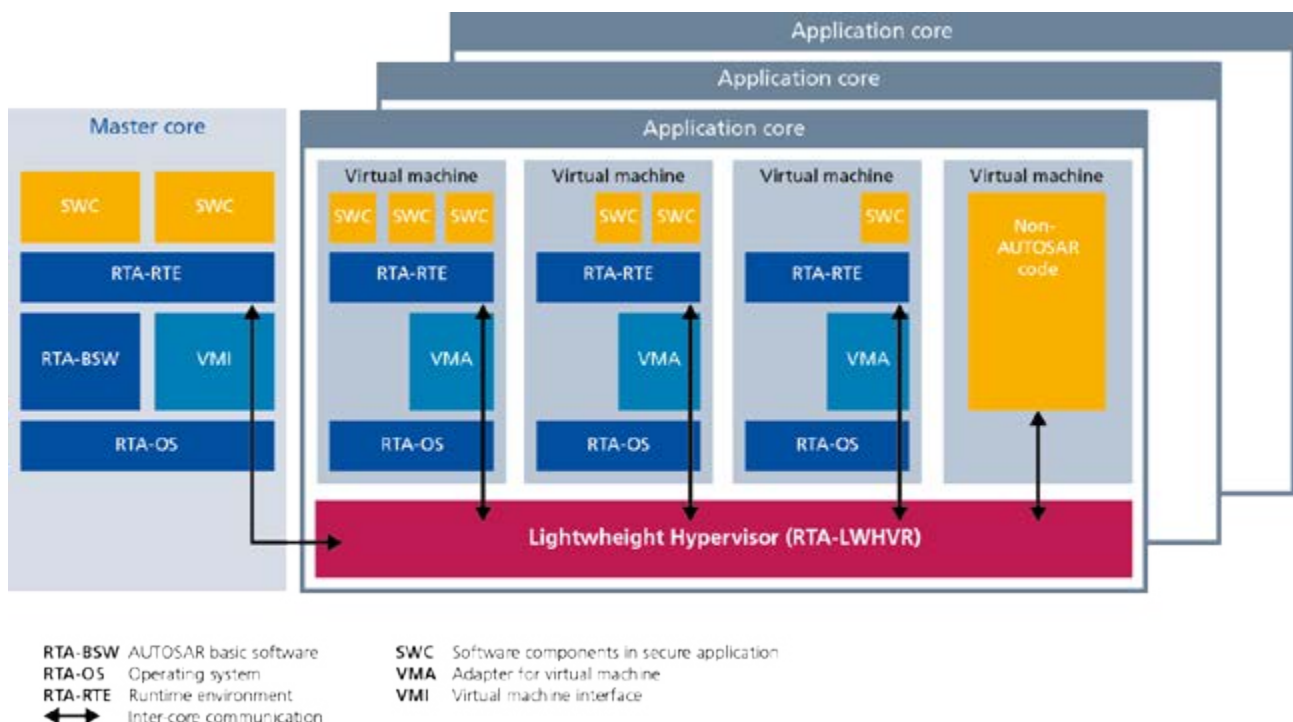 Application core
Application core
Master core
Application core
Virtual machine
Virtual machine
Virtual machine
Virtual machine
SWC SWC
SWC SWC SWC
SWC SWC
SWC
Non-
AUTOSAR
code
RTA-RTE
RTA-RTE
RTA-RTE
RTA-RTE
RTA-BSW
VMI
VMA
VMA
VMA
RTA-OS
RTA-OS
RTA-OS
RTA-OS
Lightwheight Hypervisor (RTA-LWHVR)
RTA-BSW AUTOSAR basic software
RTA-OS Operating system
RTA-RTE Runtime environment
Inter-core communication
SWC Software components in secure application
VMA Adapter for virtual machine
VMI Virtual machine interface